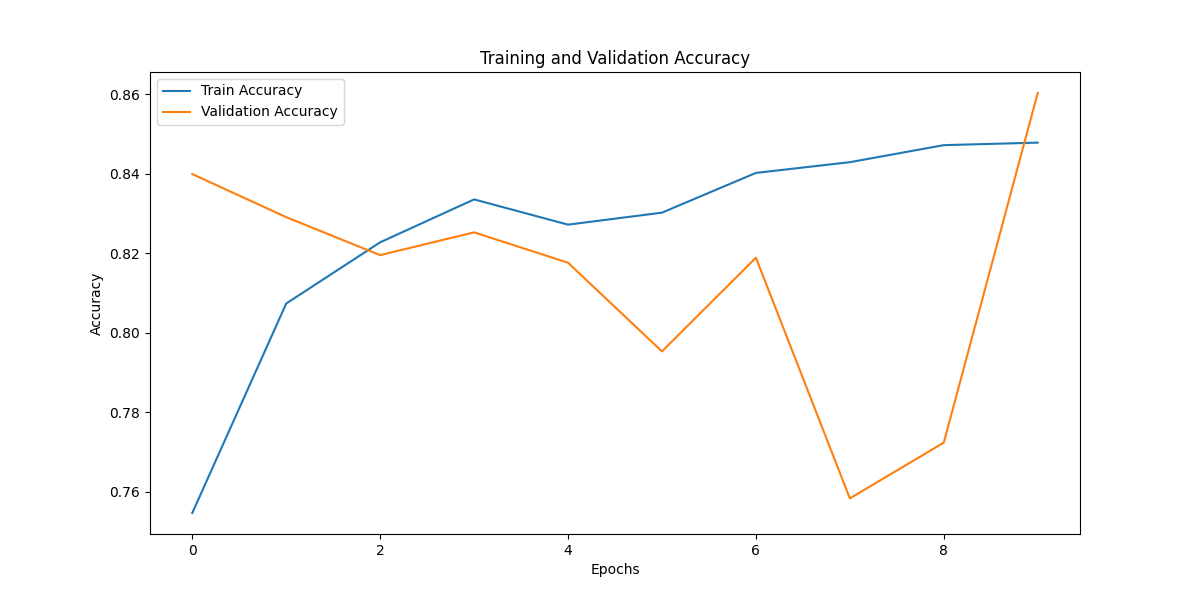 Training and Validation Accuracy
Train Accuracy
Validation Accuracy
0.86
0.84
0.82
0.80
0.78
0.76
Accuracy
0 2 4 6 8
Epochs